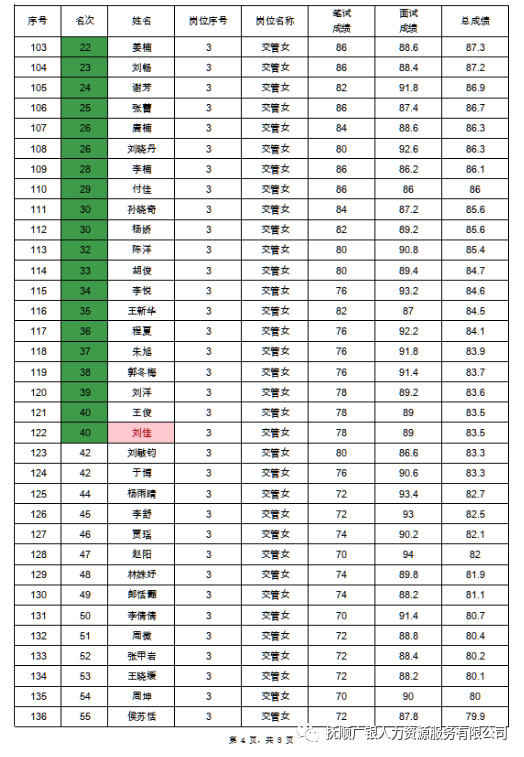 序号 名次 姓名 岗位序号 岗位名称 笔试成绩 面试成绩 总成绩
103 22 姜楠 3 交管女 86 88.6 87.3
104 23 刘畅 3 交管女 86 88.4 87.2
105 24 谢芳 3 交管女 82 91.8 86.9
106 25 张蕾 3 交管女 86 87.4 86.7
107 26 唐楠 3 交管女 84 88.6 86.3
108 26 刘晓丹 3 交管女 80 92.6 86.3
109 28 李楠 3 交管女 86 86.2 86.1
110 29 付佳 3 交管女 86 86 86
111 30 孙晓奇 3 交管女 84 87.2 85.6
112 30 杨娇 3 交管女 82 89.2 85.6
113 32 陈洋 3 交管女 80 90.8 85.4
114 33 胡俊 3 交管女 80 89.4 84.7
115 34 李悦 3 交管女 76 93.2 84.6
116 35 王新华 3 交管女 82 87 84.5
117 36 程夏 3 交管女 76 92.2 84.1
118 37 朱旭 3 交管女 76 91.8 83.9
119 38 郭冬梅 3 交管女 76 91.4 83.7
120 39 刘洋 3 交管女 78 89.2 83.6
121 40 王俊 3 交管女 78 89 83.5
122 40 刘佳 3 交管女 78 89 83.5
123 42 刘敏钧 3 交管女 80 86.6 83.3
124 42 于博 3 交管女 76 90.6 83.3
125 44 杨雨晴 3 交管女 72 93.4 82.7
126 45 李舒 3 交管女 72 93 82.5
127 46 贾瑶 3 交管女 74 90.2 82.1
128 47 赵阳 3 交管女 70 94 82
129 48 林姝妤 3 交管女 74 89.8 81.9
130 49 3 交管女 74 88.2 81.1
131 50 李倩倩 3 交管女 70 91.4 80.7
132 51 周微 3 交管女 72 88.8 80.4
133 52 张甲岩 3 交管女 72 88.4 80.2
134 53 王晓媛 3 交管女 72 88.2 80.1
135 54 周坤 3 交管女 70 90 80
136 55 侯苏恬 3 交管女 72 87.8 79.9
第 4 页，共 8 页
抚顺广银人力资源服务有限公司